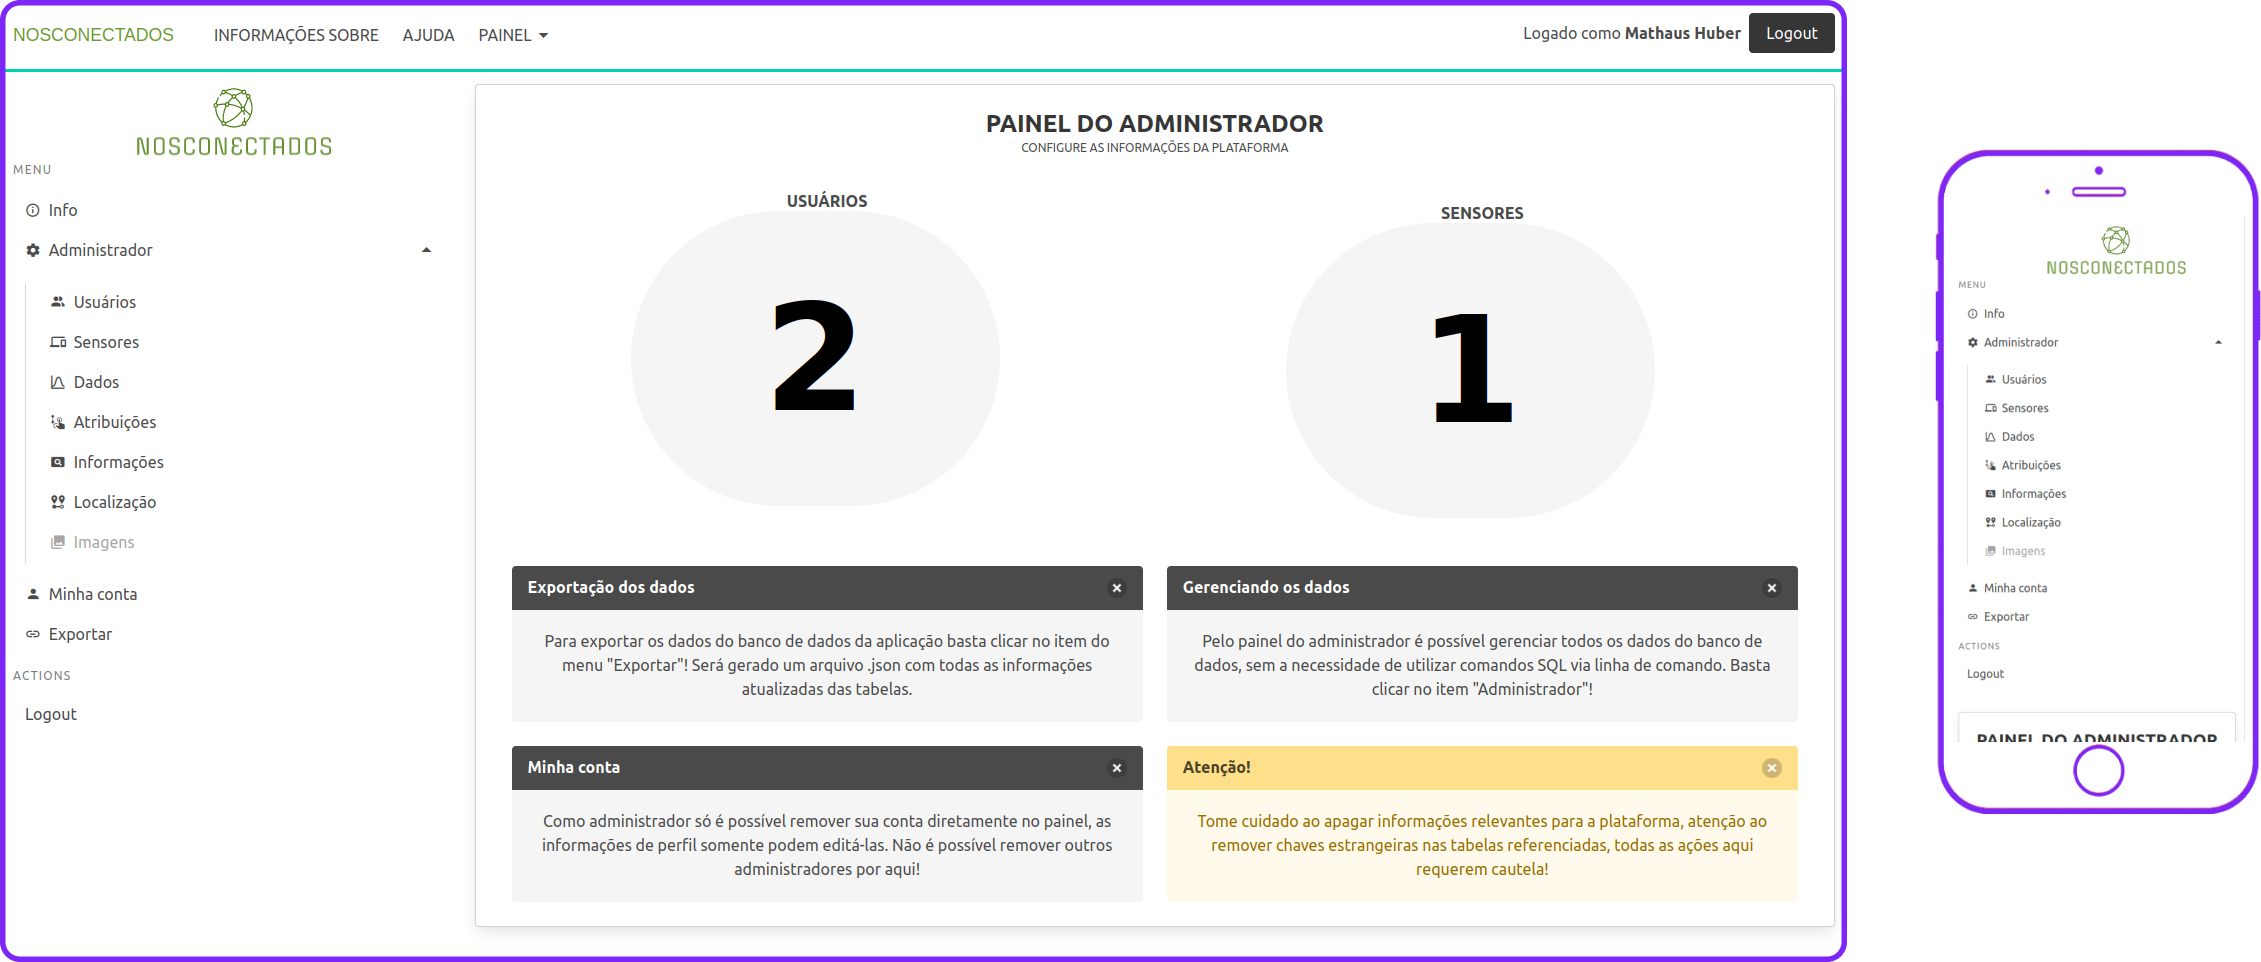 NOSCONECTADOS INFORMAÇÕES SOBRE AJUDA PAINEL Logado como Mathaus Huber Logout
NOSCONECTADOS
MENU
Info
Administrador
Usuários
Sensores
Dados
Atribuições
Informações
Localização
Imagens
Minha conta
Exportar
ACTIONS
Logout
PAINEL DO ADMINISTRADOR
CONFIGURE AS INFORMAÇÕES DA PLATAFORMA
USUÁRIOS
2
SENSORES
1
Exportação dos dados
Para exportar os dados do banco de dados da aplicação basta clicar no item do
menu "Exportar"! Será gerado um arquivo .json com todas as informações
atualizadas das tabelas.
Gerenciando os dados
Pelo painel do administrador é possível gerenciar todos os dados do banco de
dados, sem a necessidade de utilizar comandos SQL via linha de comando. Basta
clicar no item "Administrador"!
Minha conta
Como administrador só é possível remover sua conta diretamente no painel, as
informações de perfil somente podem editá-las. Não é possível remover outros
administradores por aqui!
Atenção!
Tome cuidado ao apagar informações relevantes para a plataforma, atenção ao
remover chaves estrangeiras nas tabelas referenciadas, todas as ações aqui
requerem cautela!
NOSCONECTADOS
MENU
Info
Administrador
Usuários
Sensores
Dados
Atribuições
Informações
Localização
Imagens
Minha conta
Exportar
ACTIONS
Logout
PAINEL DO ADMINISTRADOR